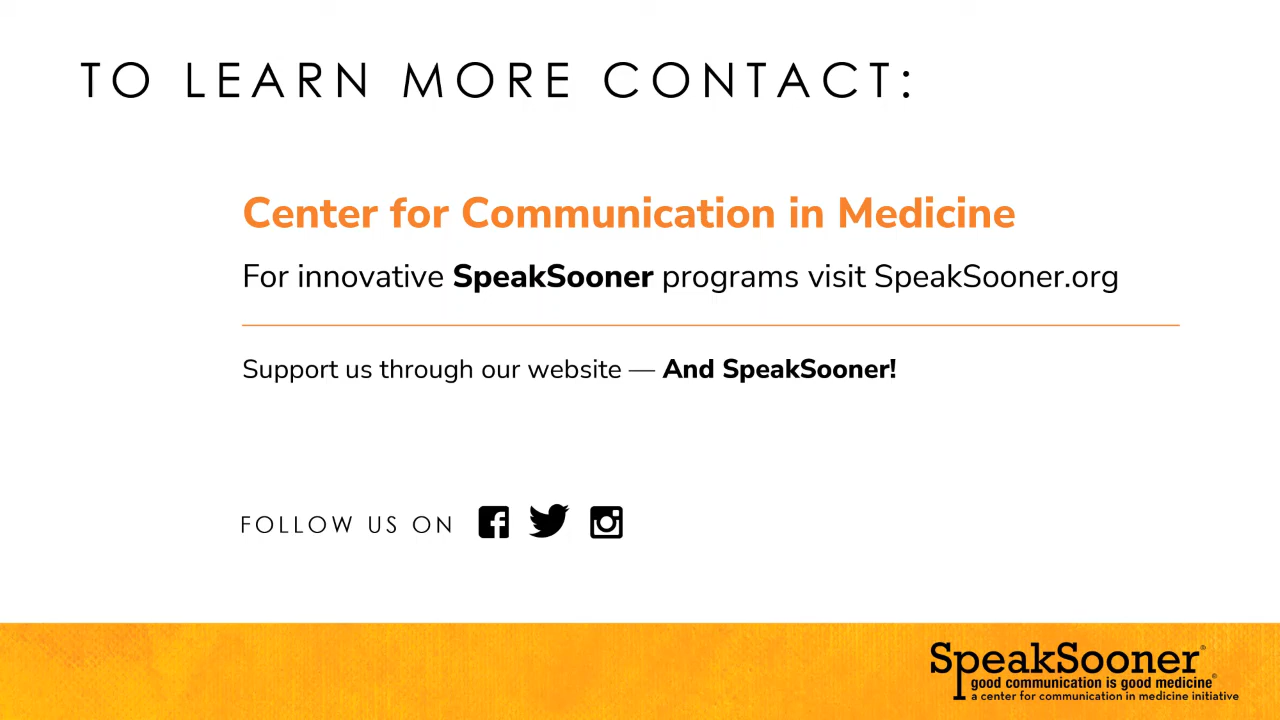 TO LEARN MORE CONTACT:
Center for Communication in Medicine
For innovative SpeakSooner programs visit SpeakSooner.org
Support us through our website — And SpeakSooner!
FOLLOW US ON
SpeakSooner®
good communication is good medicine®
a center for communication in medicine initiative